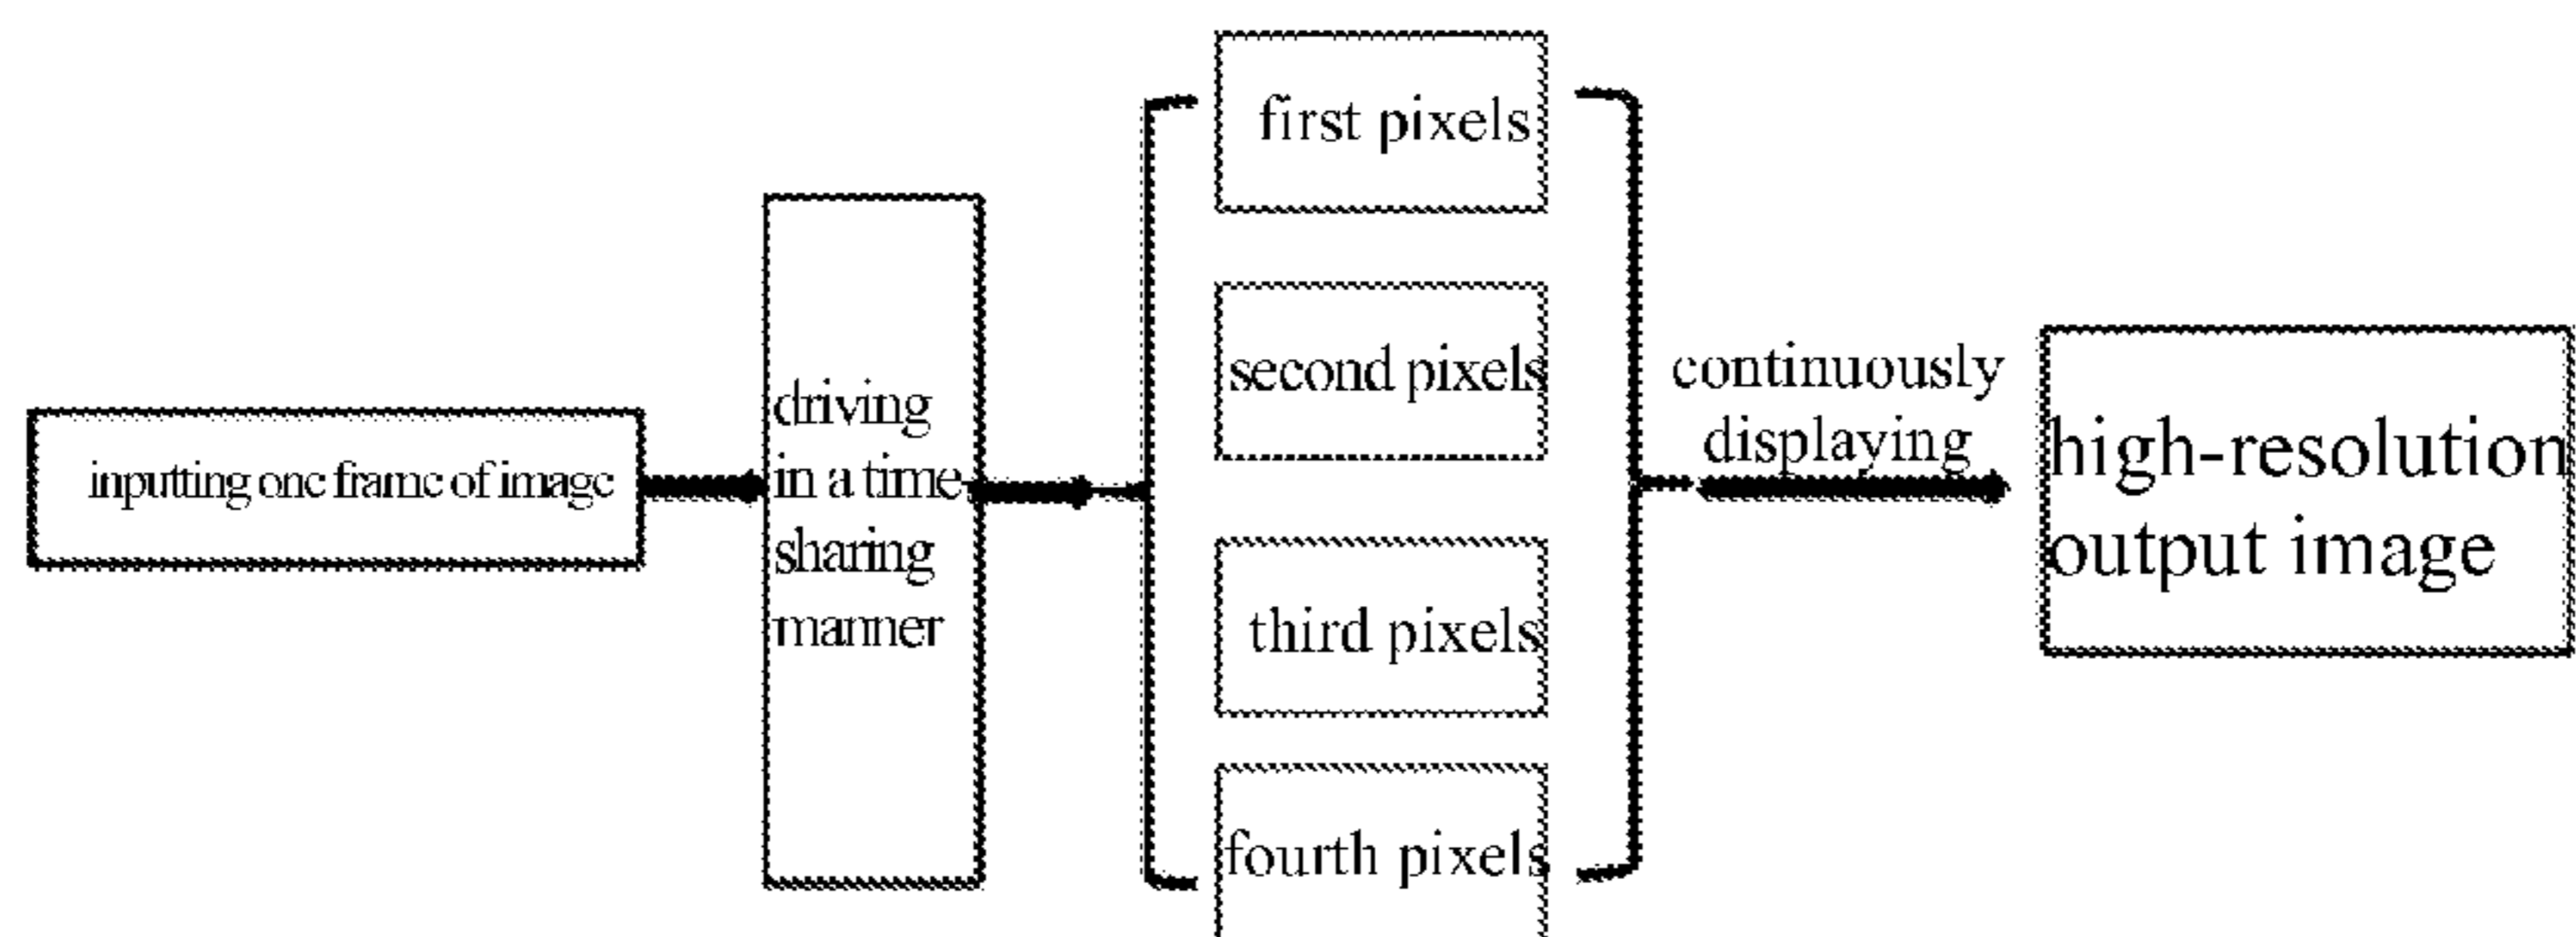 inputting one frame of image
driving
in a time
sharing
manner
first pixels
second pixels
third pixels
fourth pixels
continuously
displaying
high-resolution
output image